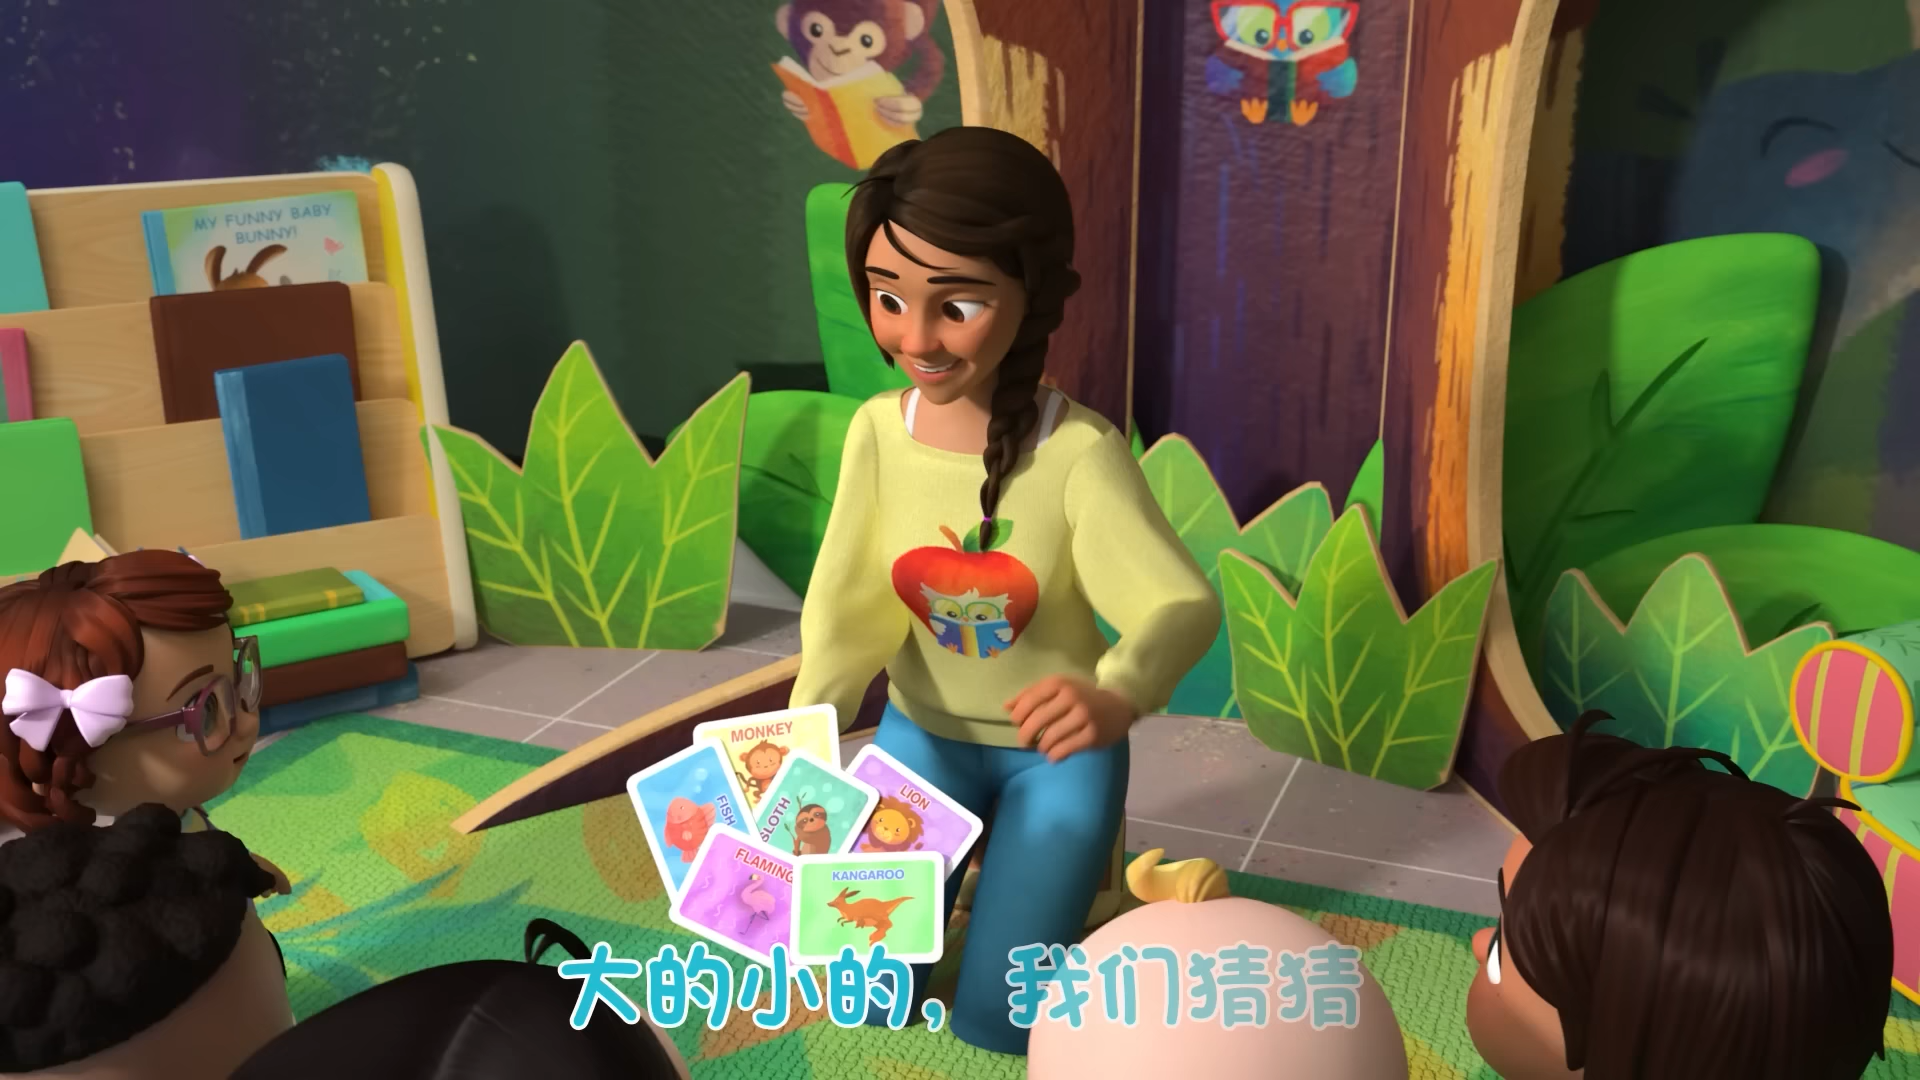 MY FUNNY BABY
BUNNY!
MONKEY
FISH
SLOTH
LION
FLAMING
KANGAROO
大的小的，我们猜猜